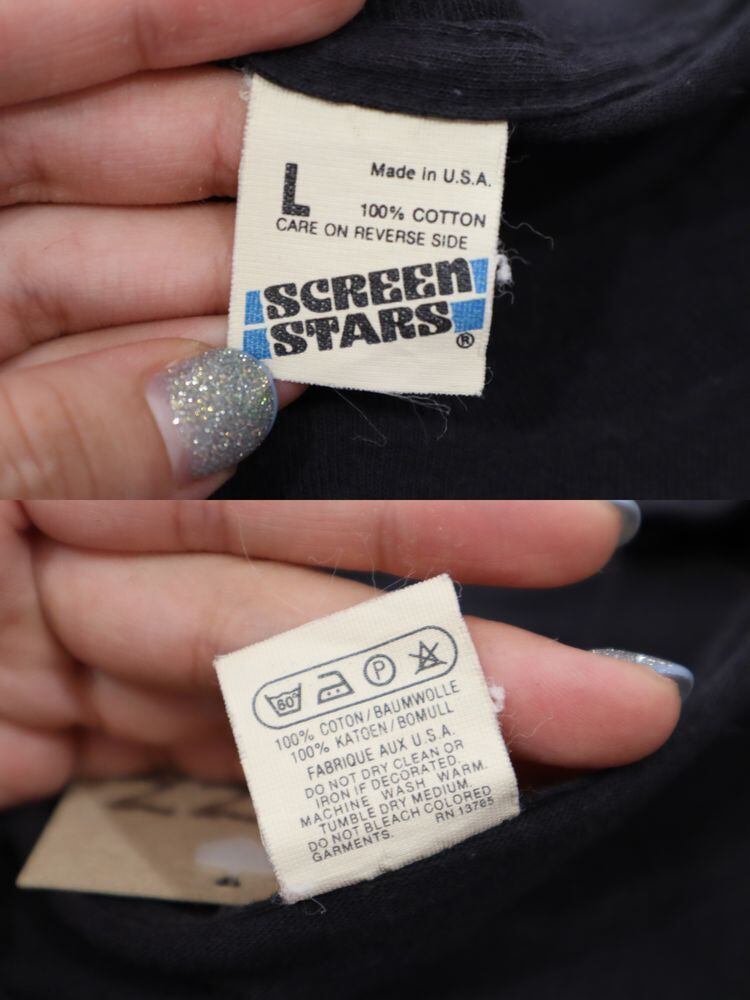 L
Made in U.S.A.
100% COTTON
CARE ON REVERSE SIDE
SCREEN
STARS®
60° P A
100% COTON/BAUMWOLLE
100% KATOEN/BOMULL
FABRIQUE AUX U.S.A.
DO NOT DRY CLEAN OR
IRON IF DECORATED.
MACHINE WASH WARM.
TUMBLE DRY MEDIUM.
DO NOT BLEACH COLORED
GARMENTS. RN 13765